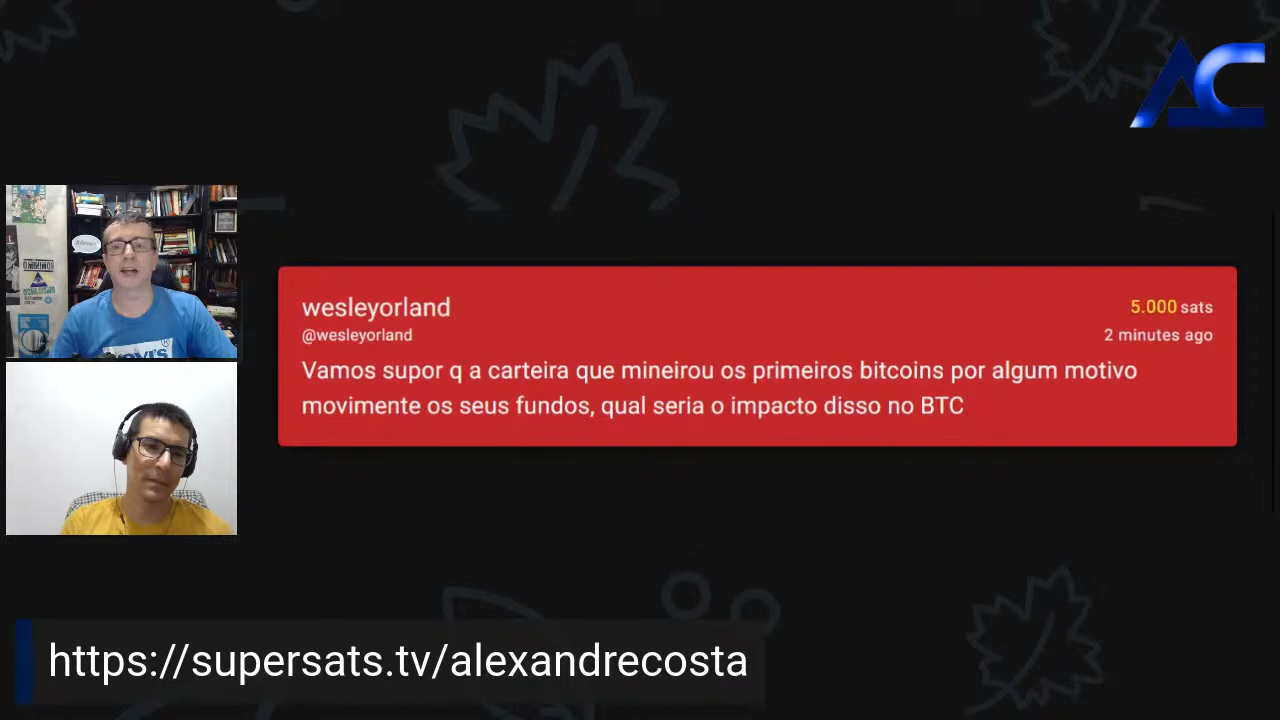 AC
wesleyorland
5.000 sats
@wesleyorland
2 minutes ago
Vamos supor q a carteira que mineirou os primeiros bitcoins por algum motivo
movimente os seus fundos, qual seria o impacto disso no BTC
https://supersats.tv/alexandrecosta